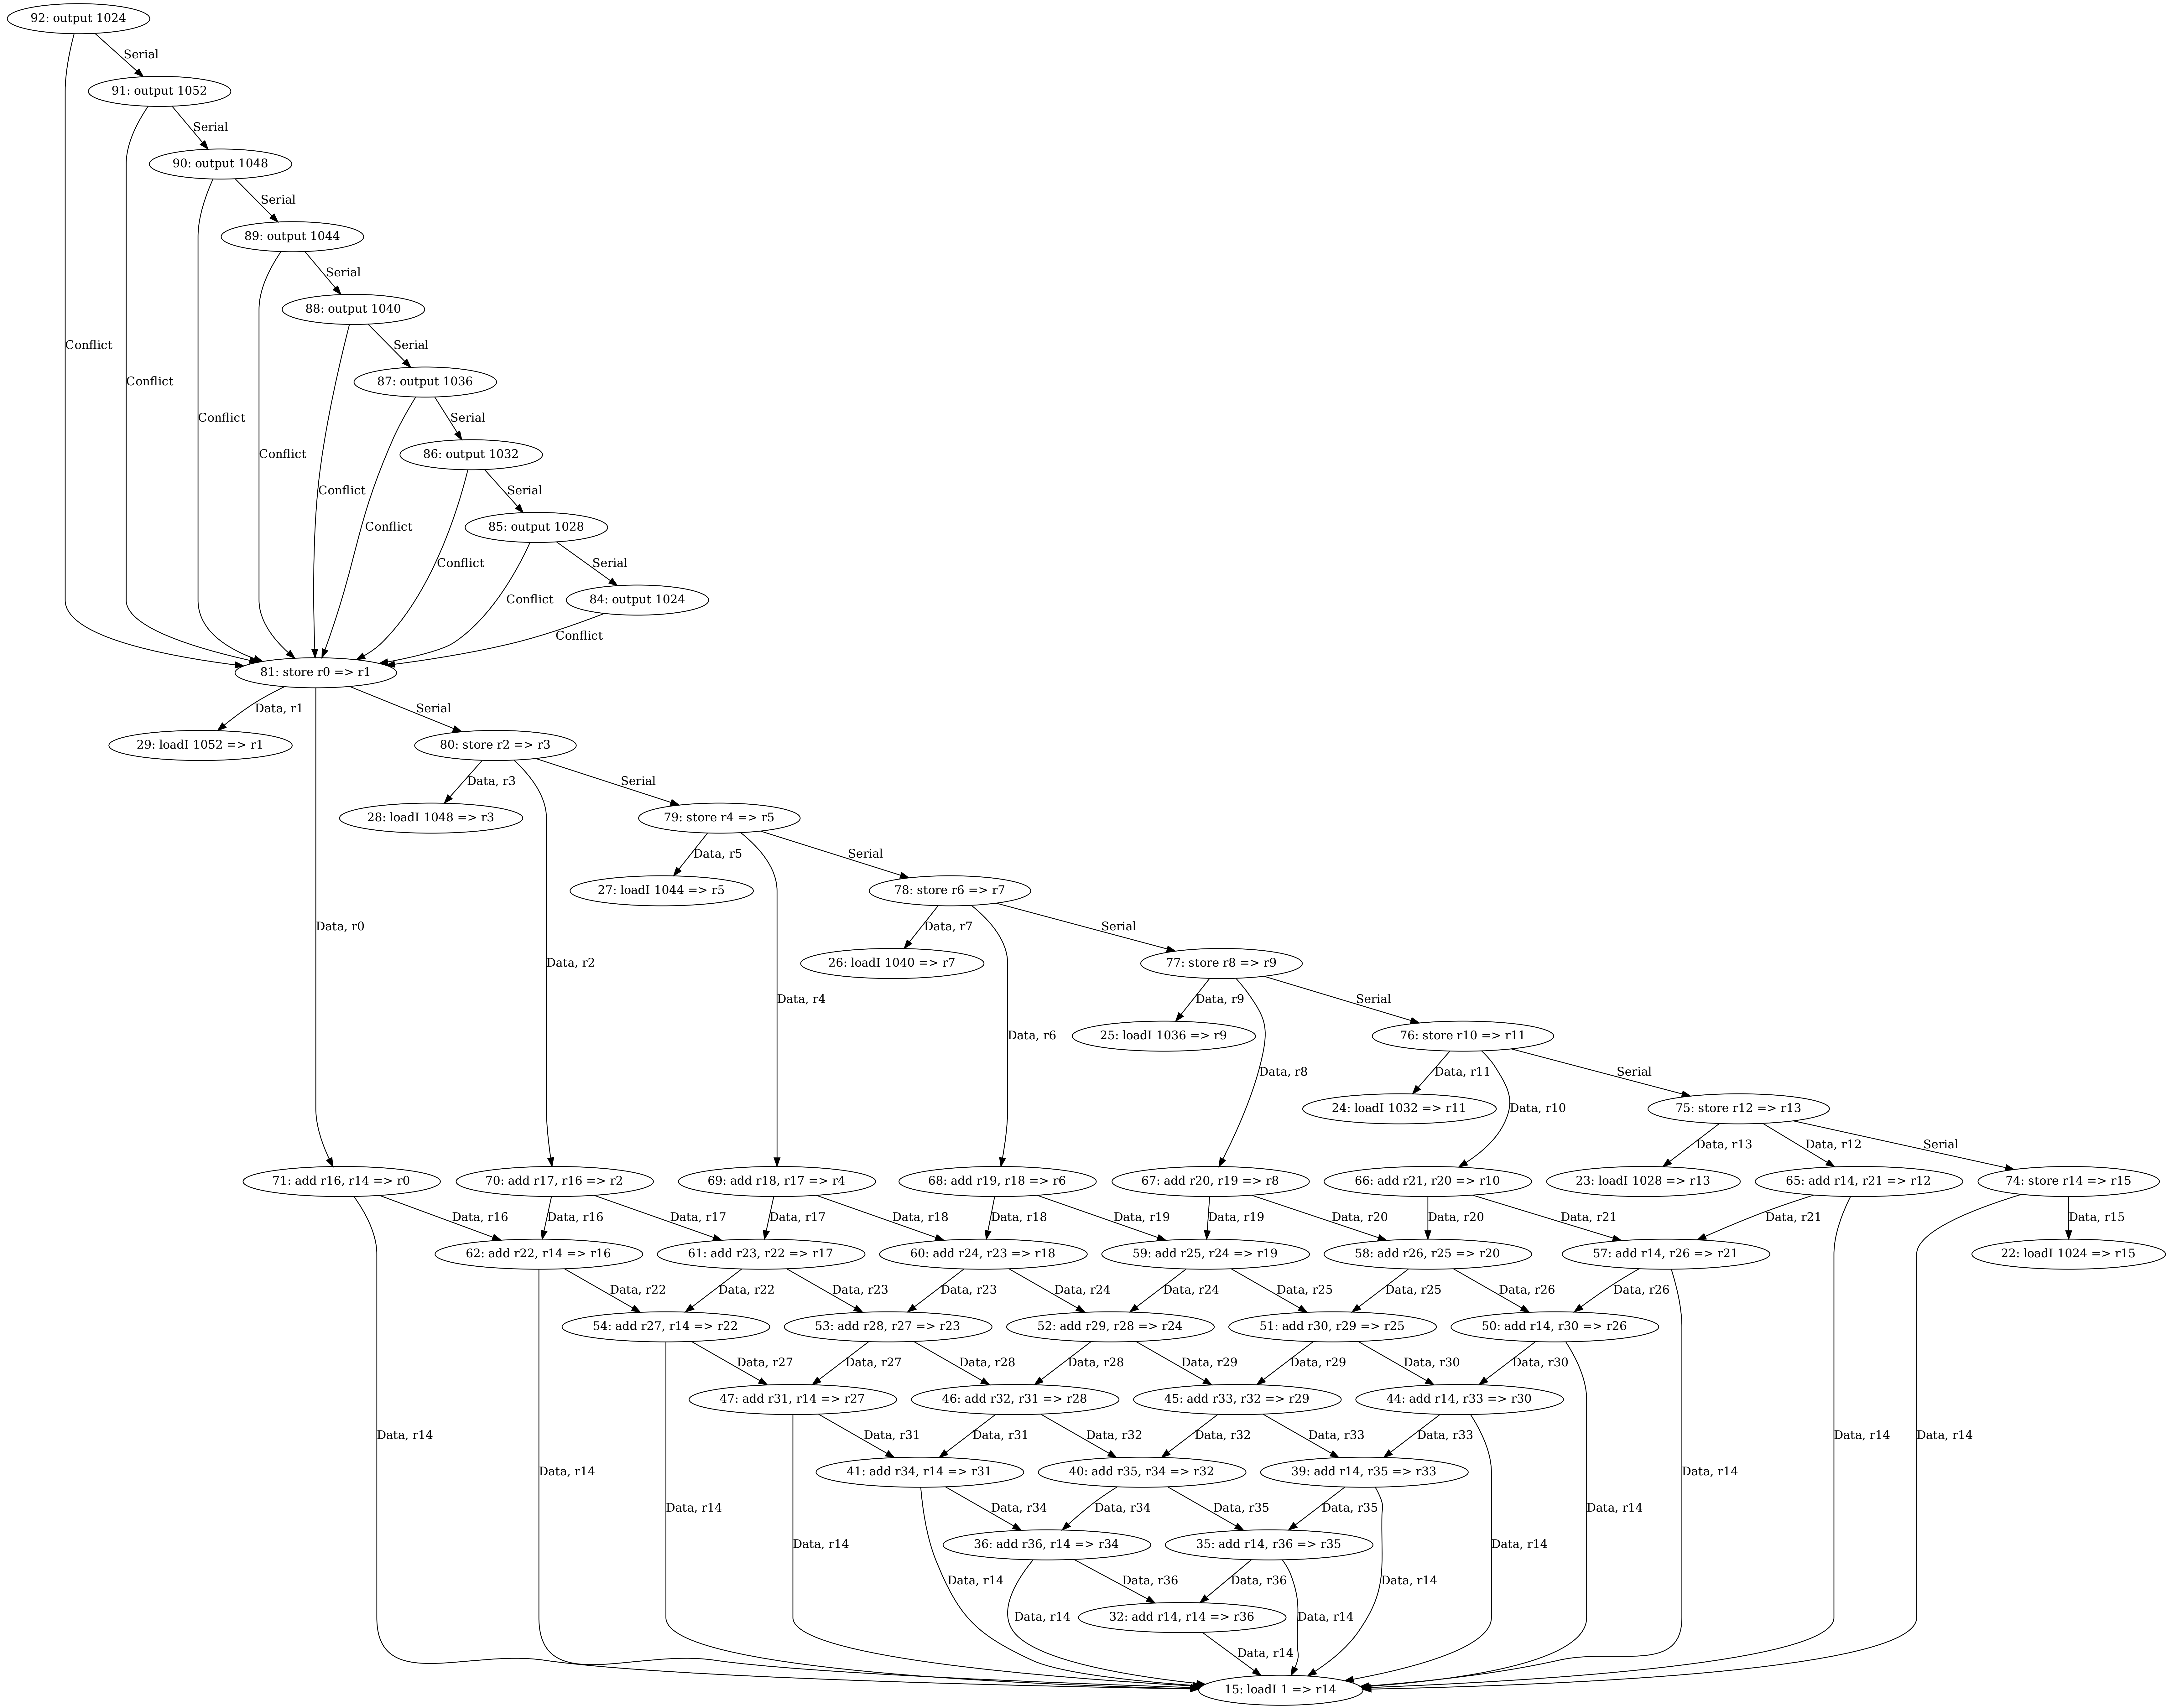 92: output 1024
Serial
91: output 1052
Serial
90: output 1048
Serial
89: output 1044
Serial
88: output 1040
Conflict
Serial
87: output 1036
Conflict
Serial
Conflict
86: output 1032
Conflict
Serial
Conflict
85: output 1028
Conflict
Serial
Conflict
84: output 1024
Conflict
Conflict
81: store r0 => r1
Data, r1
Serial
29: loadI 1052 => r1
80: store r2 => r3
Data, r3
Serial
28: loadI 1048 => r3
79: store r4 => r5
Data, r5
Serial
27: loadI 1044 => r5
78: store r6 => r7
Data, r0
Data, r7
Serial
Data, r2
26: loadI 1040 => r7
77: store r8 => r9
Data, r4
Data, r9
Serial
Data, r6
25: loadI 1036 => r9
76: store r10 => r11
Data, r8
Data, r11
Serial
Data, r10
24: loadI 1032 => r11
75: store r12 => r13
Data, r13
Data, r12
Serial
71: add r16, r14 => r0
70: add r17, r16 => r2
69: add r18, r17 => r4
68: add r19, r18 => r6
67: add r20, r19 => r8
66: add r21, r20 => r10
23: loadI 1028 => r13
65: add r14, r21 => r12
74: store r14 => r15
Data, r16
Data, r16
Data, r17
Data, r17
Data, r18
Data, r18
Data, r19
Data, r19
Data, r20
Data, r20
Data, r21
Data, r21
Data, r15
62: add r22, r14 => r16
61: add r23, r22 => r17
60: add r24, r23 => r18
59: add r25, r24 => r19
58: add r26, r25 => r20
57: add r14, r26 => r21
22: loadI 1024 => r15
Data, r22
Data, r22
Data, r23
Data, r23
Data, r24
Data, r24
Data, r25
Data, r25
Data, r26
Data, r26
54: add r27, r14 => r22
53: add r28, r27 => r23
52: add r29, r28 => r24
51: add r30, r29 => r25
50: add r14, r30 => r26
Data, r27
Data, r27
Data, r28
Data, r28
Data, r29
Data, r29
Data, r30
Data, r30
47: add r31, r14 => r27
46: add r32, r31 => r28
45: add r33, r32 => r29
44: add r14, r33 => r30
Data, r14
Data, r31
Data, r31
Data, r32
Data, r32
Data, r33
Data, r33
Data, r14
Data, r14
Data, r14
41: add r34, r14 => r31
40: add r35, r34 => r32
39: add r14, r35 => r33
Data, r14
Data, r14
Data, r34
Data, r34
Data, r35
Data, r35
Data, r14
Data, r14
36: add r36, r14 => r34
35: add r14, r36 => r35
Data, r14
Data, r14
Data, r14
Data, r36
Data, r36
Data, r14
Data, r14
32: add r14, r14 => r36
Data, r14
Data, r14
15: loadI 1 => r14